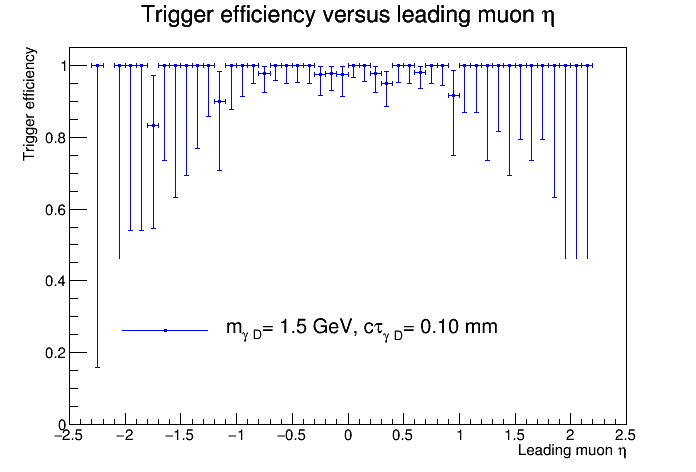 Trigger efficiency versus leading muon η
Trigger efficiency
1
0.8
0.6
0.4
0.2
0
m_γ D= 1.5 GeV, cτ_γ D= 0.10 mm
−2.5 −2 −1.5 −1 −0.5 0 0.5 1 1.5 2 2.5
Leading muon η